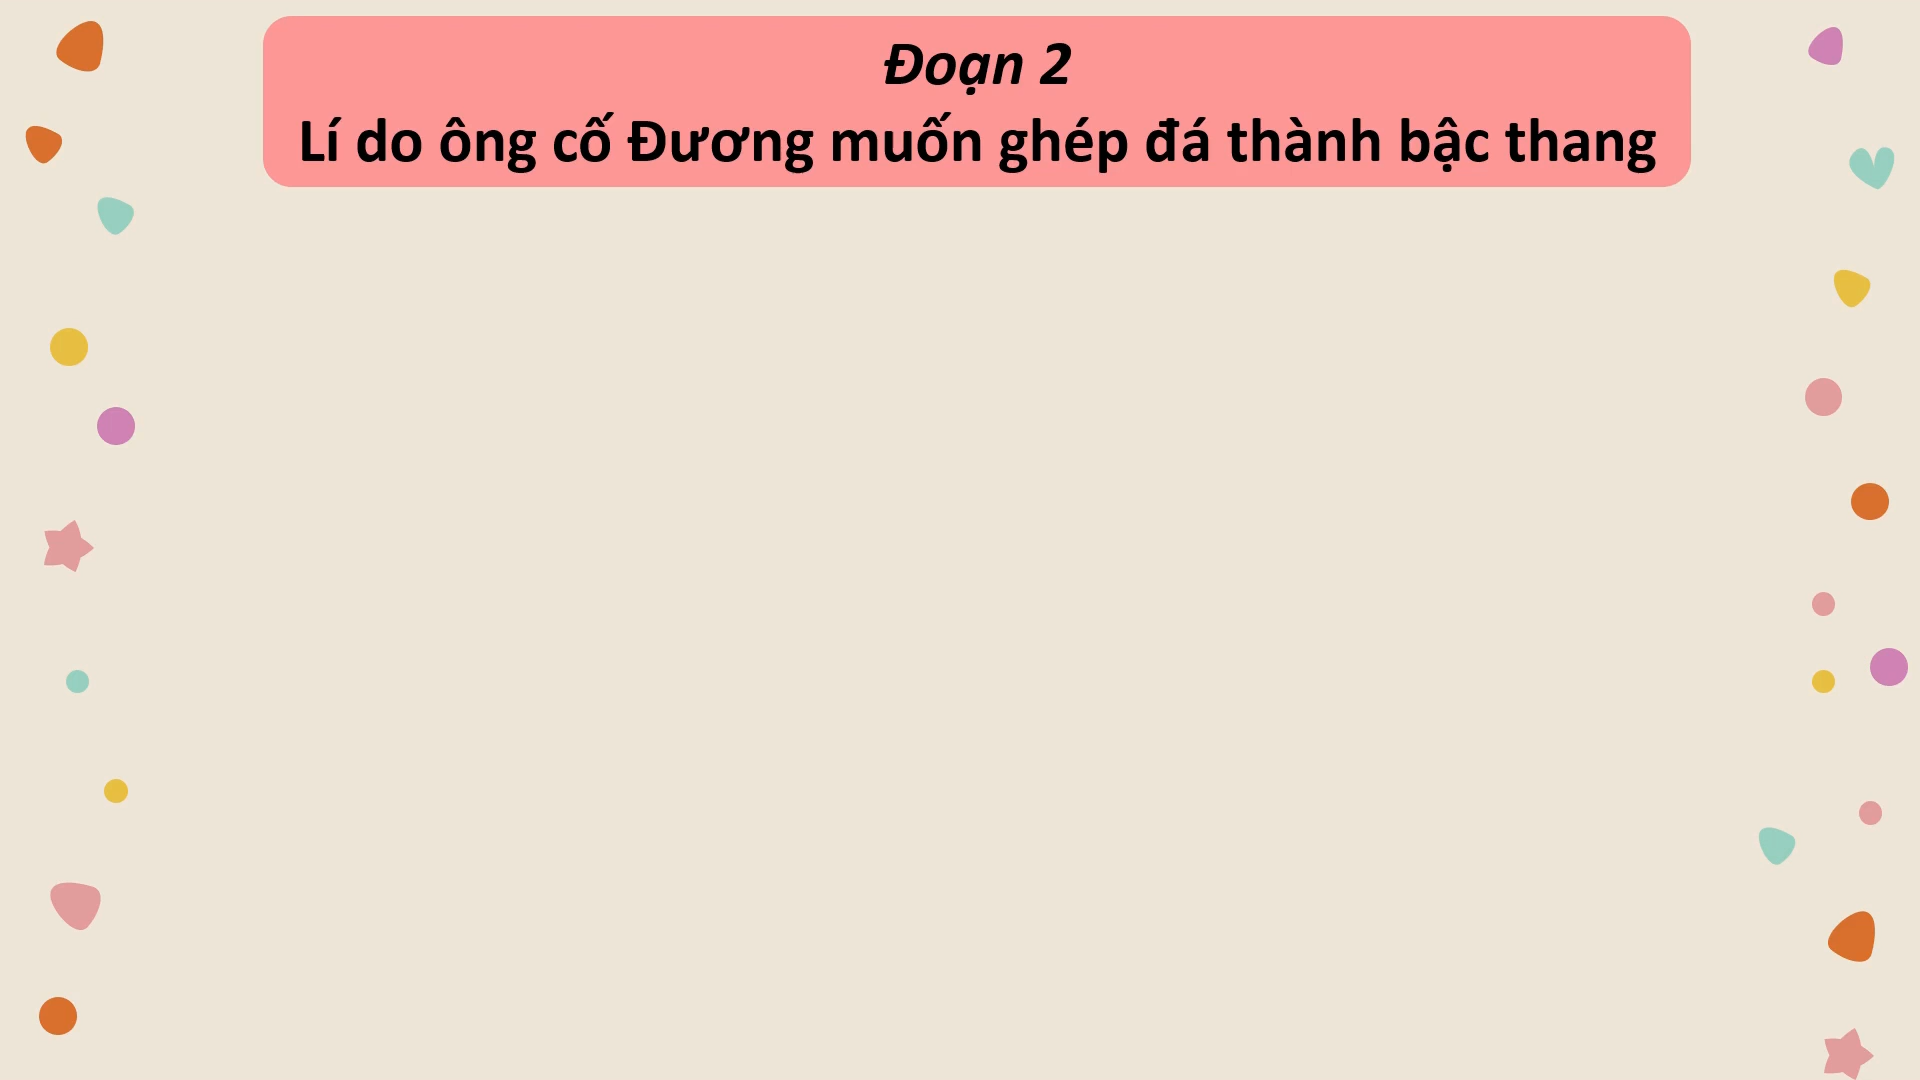 Đoạn 2
Lí do ông cố Đương muốn ghép đá thành bậc thang